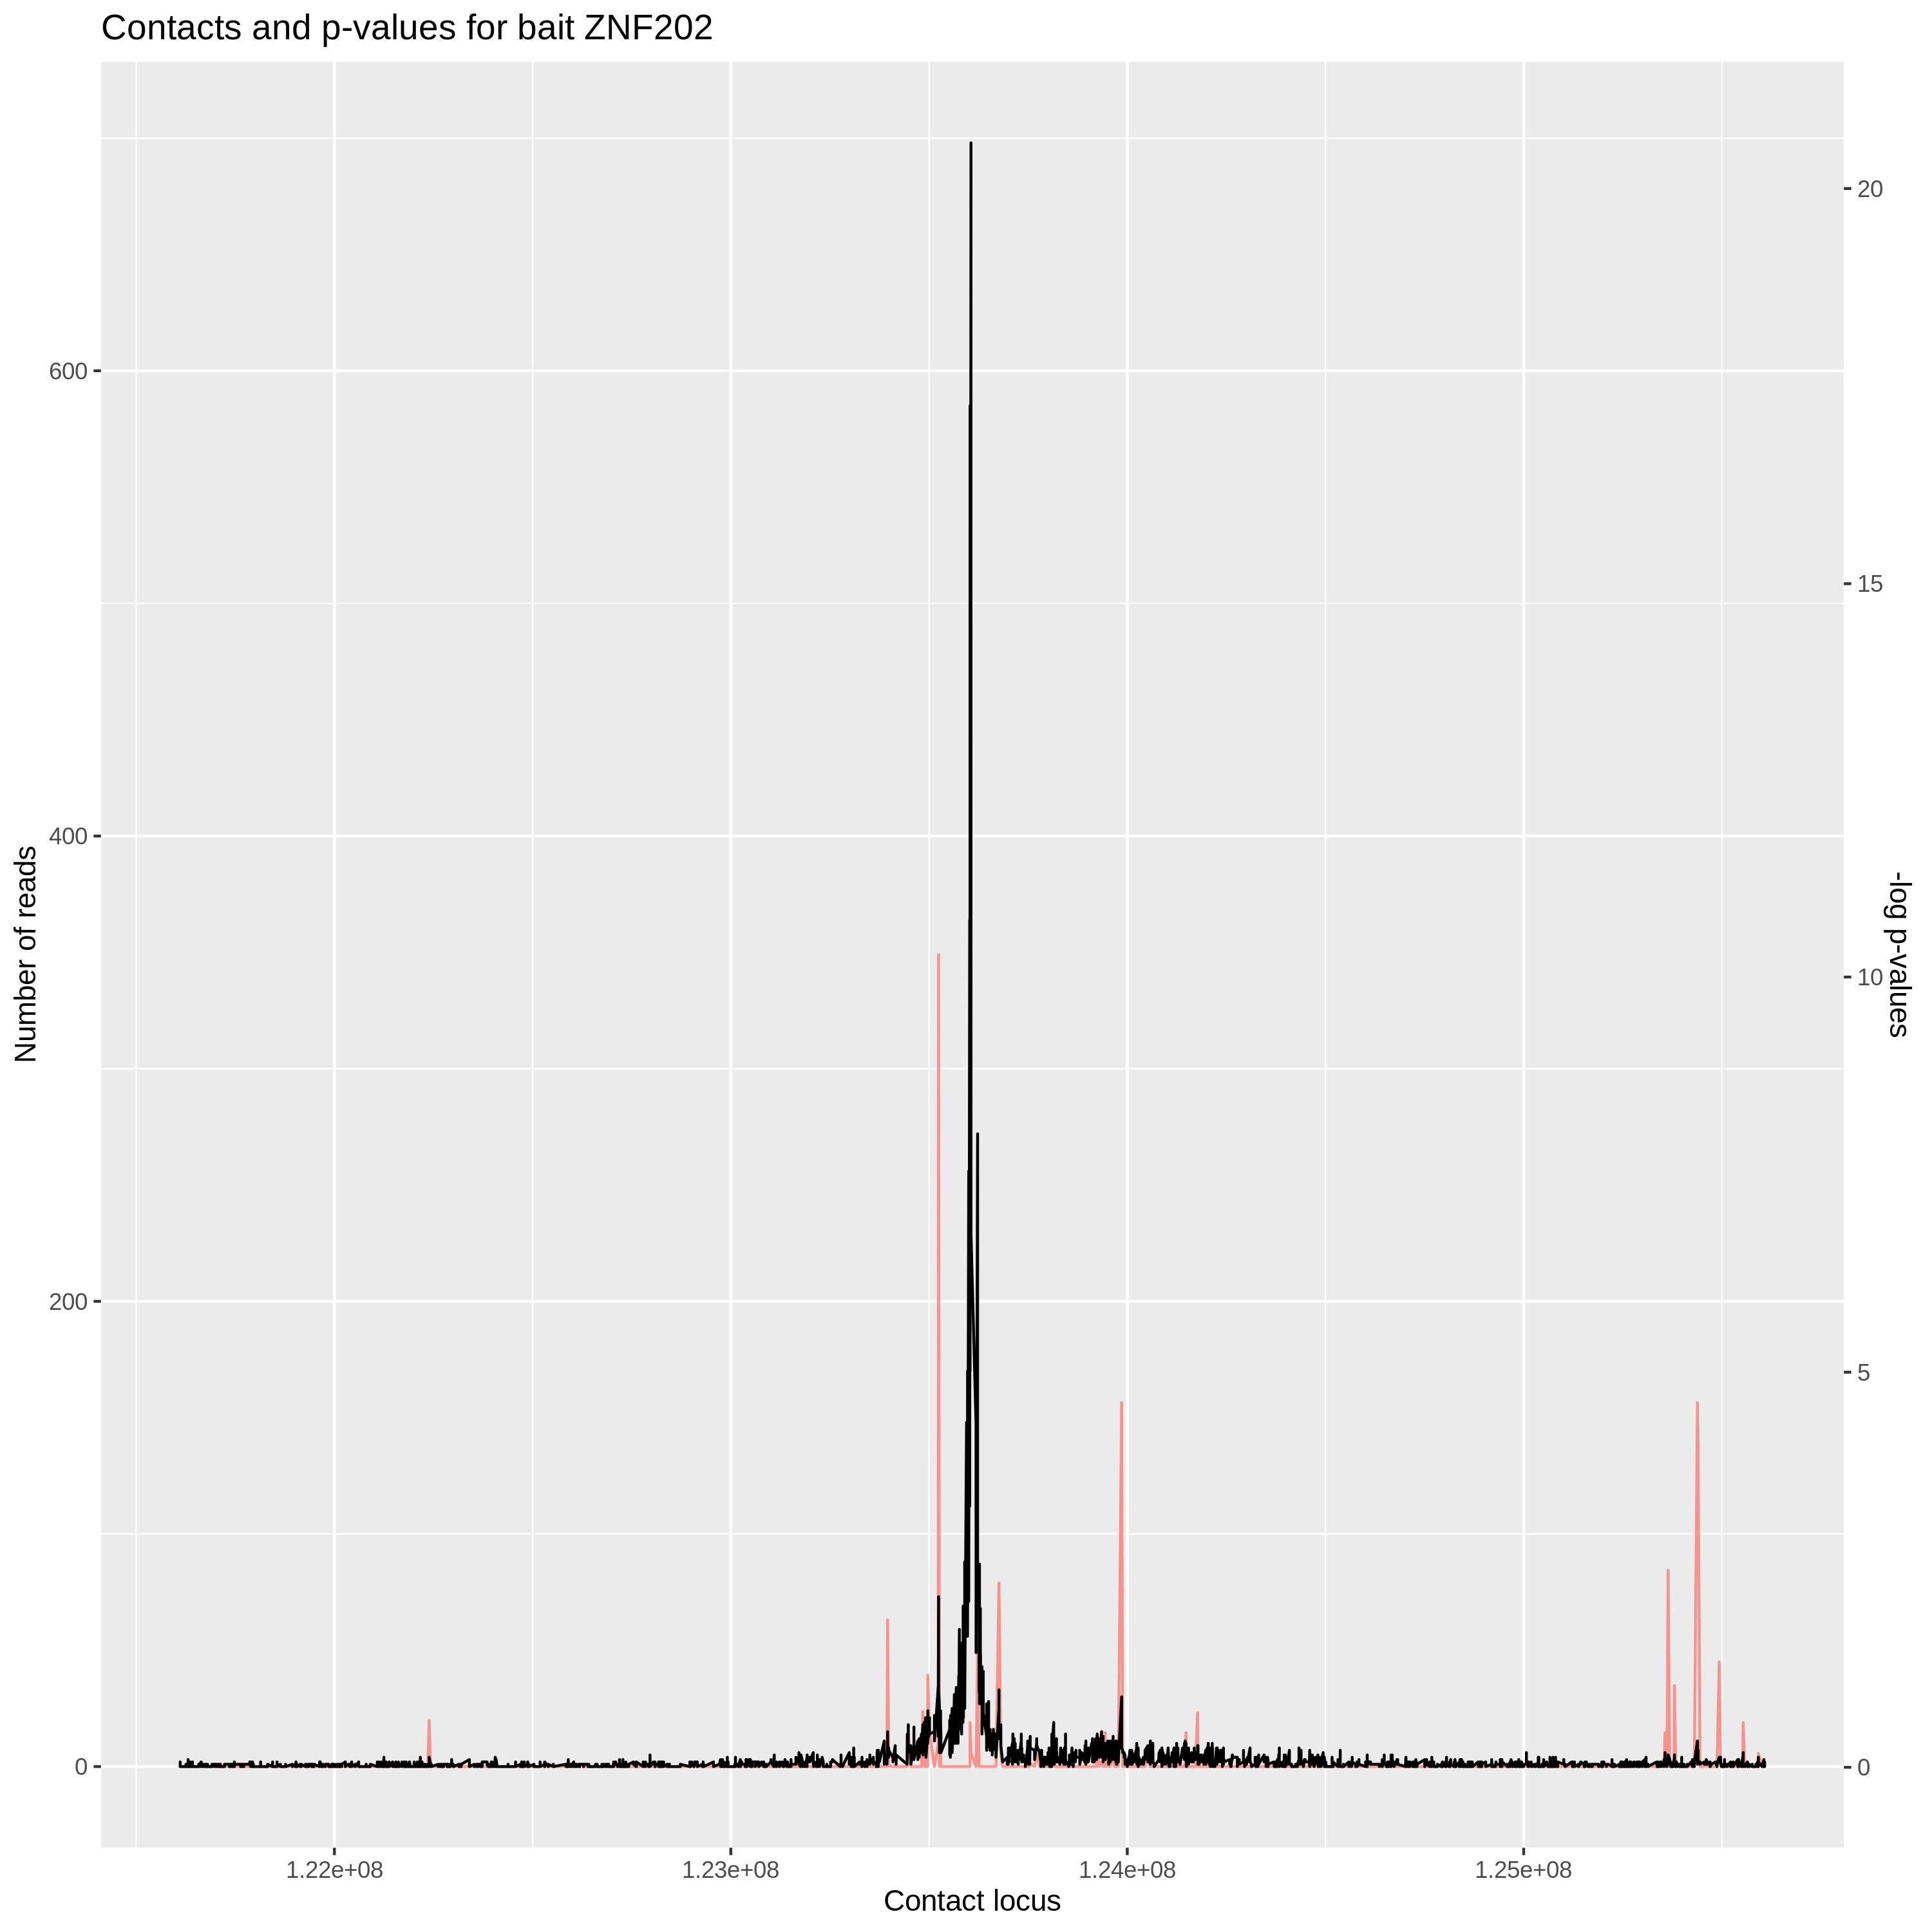 Contacts and p-values for bait ZNF202
Number of reads
600
400
200
0
20
15
10
5
0
-log p-values
1.22e+08
1.23e+08
1.24e+08
1.25e+08
Contact locus